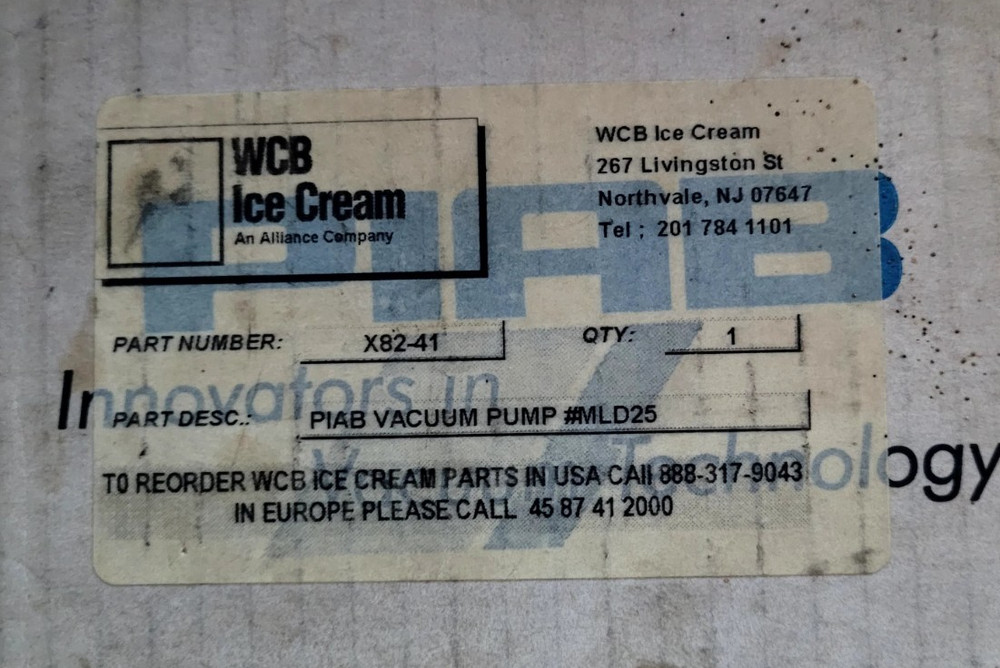 WCB
Ice Cream
An Alliance Company
WCB Ice Cream
267 Livingston St
Northvale, NJ 07647
Tel : 201 784 1101
PIAB
PART NUMBER: X82-41 QTY: 1
Innovators in
PART DESC.: PIAB VACUUM PUMP #MLD25
Vacuum Technology
TO REORDER WCB ICE CREAM PARTS IN USA CAll 888-317-9043
IN EUROPE PLEASE CALL 45 87 41 2000